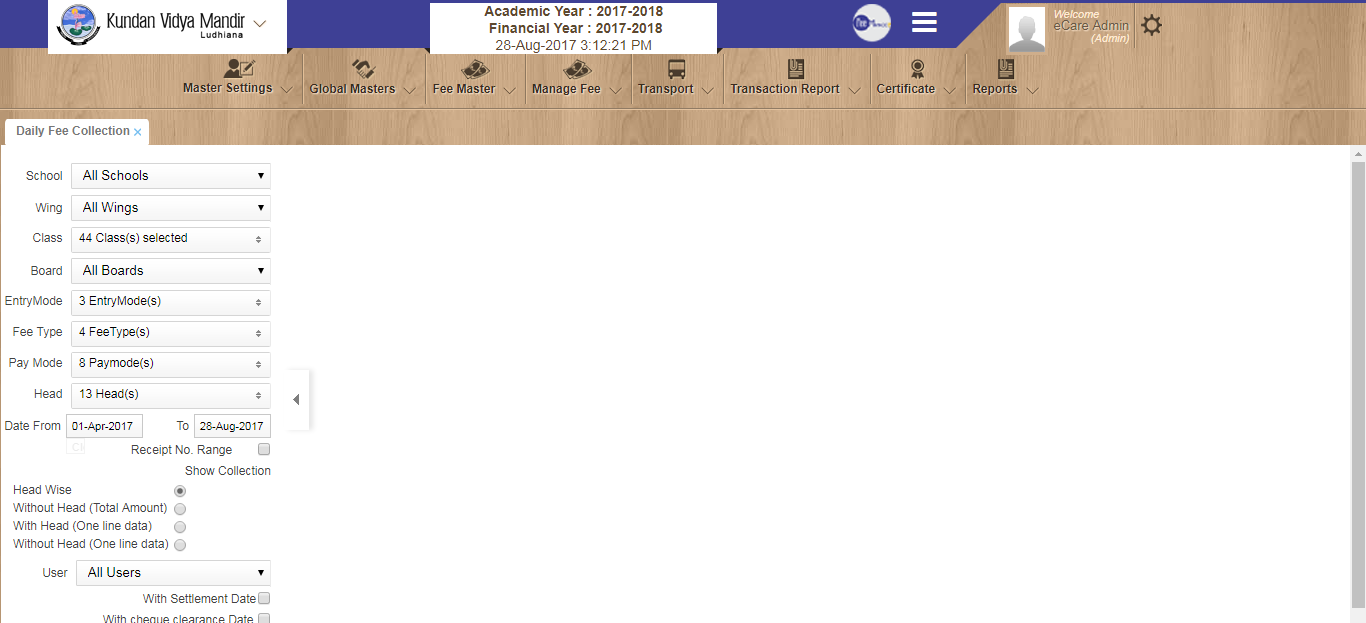 Kundan Vidya Mandir
Ludhiana
Academic Year : 2017-2018
Financial Year : 2017-2018
28-Aug-2017 3:12:21 PM
Welcome
eCare Admin
(Admin)
Master Settings
Global Masters
Fee Master
Manage Fee
Transport
Transaction Report
Certificate
Reports
Daily Fee Collection ×
School All Schools
Wing All Wings
Class 44 Class(s) selected
Board All Boards
EntryMode 3 EntryMode(s)
Fee Type 4 FeeType(s)
Pay Mode 8 Paymode(s)
Head 13 Head(s)
Date From 01-Apr-2017 To 28-Aug-2017
Receipt No. Range
Show Collection
Head Wise
Without Head (Total Amount)
With Head (One line data)
Without Head (One line data)
User All Users
With Settlement Date
With cheque clearance Date